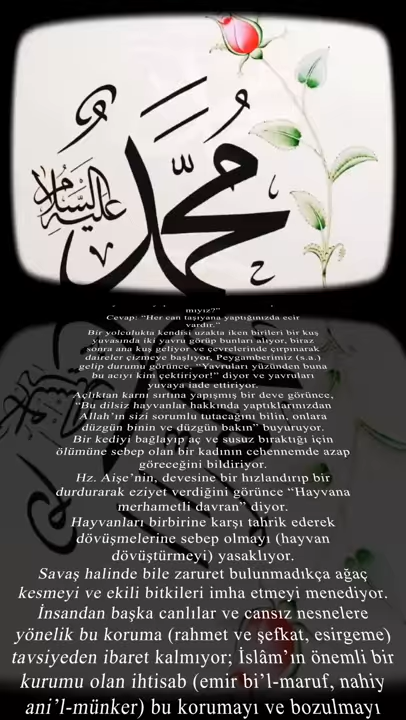 محمد
عليه السلام
mıyız?”
Cevap: “Her can taşıyana yaptığınızda ecir
vardır.”
Bir yolculukta kendisi uzakta iken birileri bir kuş
yuvasında iki yavru görüp bunları alıyor, biraz
sonra ana kuş geliyor ve çevrelerinde çırpınarak
daireler çizmeye başlıyor, Peygamberimiz (s.a.)
gelip durumu görünce, “Yavruları yüzünden buna
bu acıyı kim çektiriyor!” diyor ve yavruları
yuvaya iade ettiriyor.
Açlıktan karnı sırtına yapışmış bir deve görünce,
“Bu dilsiz hayvanlar hakkında yaptıklarınızdan
Allah’ın sizi sorumlu tutacağını bilin, onlara
düzgün binin ve düzgün bakın” buyuruyor.
Bir kediyi bağlayıp aç ve susuz bıraktığı için
ölümüne sebep olan bir kadının cehennemde azap
göreceğini bildiriyor.
Hz. Aişe’nin, devesine bir hızlandırıp bir
durdurarak eziyet verdiğini görünce “Hayvana
merhametli davran” diyor.
Hayvanları birbirine karşı tahrik ederek
dövüşmelerine sebep olmayı (hayvan
dövüştürmeyi) yasaklıyor.
Savaş halinde bile zaruret bulunmadıkça ağaç
kesmeyi ve ekili bitkileri imha etmeyi menediyor.
İnsandan başka canlılar ve cansız nesnelere
yönelik bu koruma (rahmet ve şefkat, esirgeme)
tavsiyeden ibaret kalmıyor; İslâm’ın önemli bir
kurumu olan ihtisab (emir bi’l-maruf, nahiy
ani’l-münker) bu korumayı ve bozulmayı